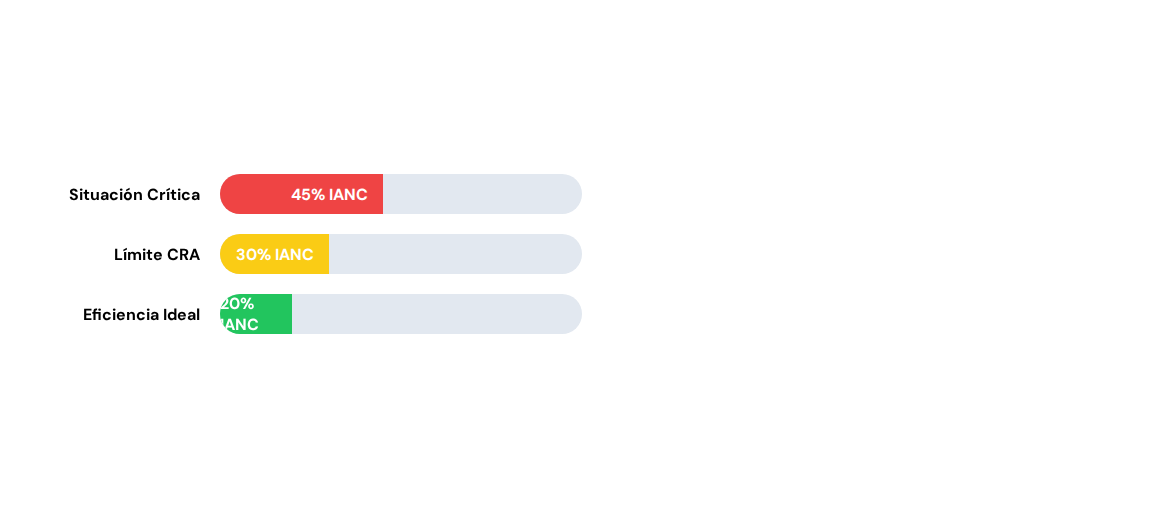 Situación Crítica
45% IANC
Límite CRA
30% IANC
Eficiencia Ideal
20%
IANC